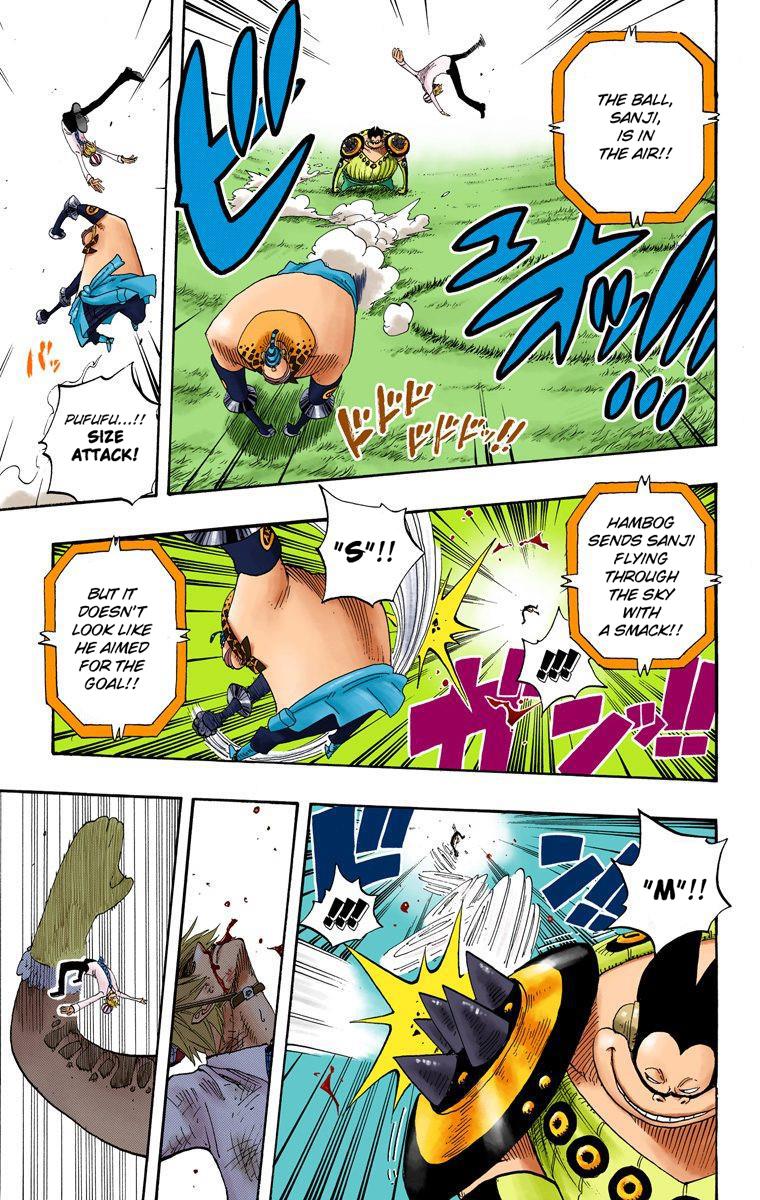 THE BALL,
SANJI,
IS IN
THE AIR!!
ビュオッ!!!
ドドドドドドッ!!
バッ
PUFUFU...!!
SIZE
ATTACK!
HAMBOG
SENDS SANJI
FLYING
THROUGH
THE SKY
WITH
A SMACK!!
!!!!
ガンッ!!
"S"!!
BUT IT
DOESN'T
LOOK LIKE
HE AIMED
FOR THE
GOAL!!
"M"!!
!!!!